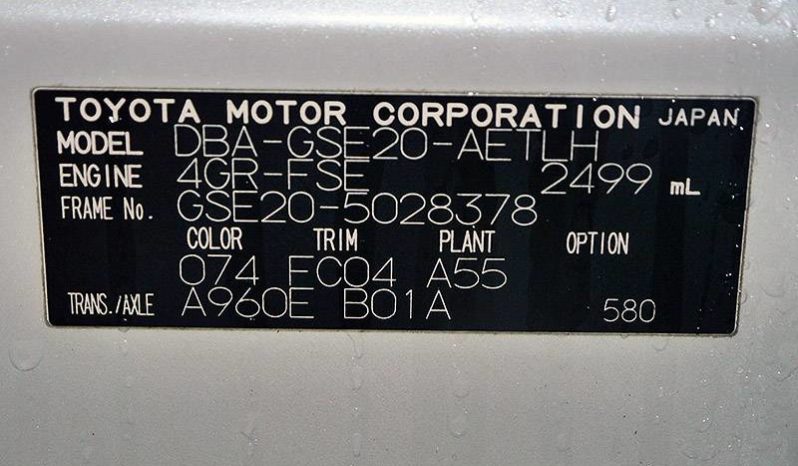 TOYOTA MOTOR CORPORATION JAPAN
MODEL DBA-GSE20-AETLH
ENGINE 4GR-FSE 2499 mL
FRAME No. GSE20-5028378
COLOR TRIM PLANT OPTION
074 FC04 A55
TRANS./AXLE A960E B01A 580